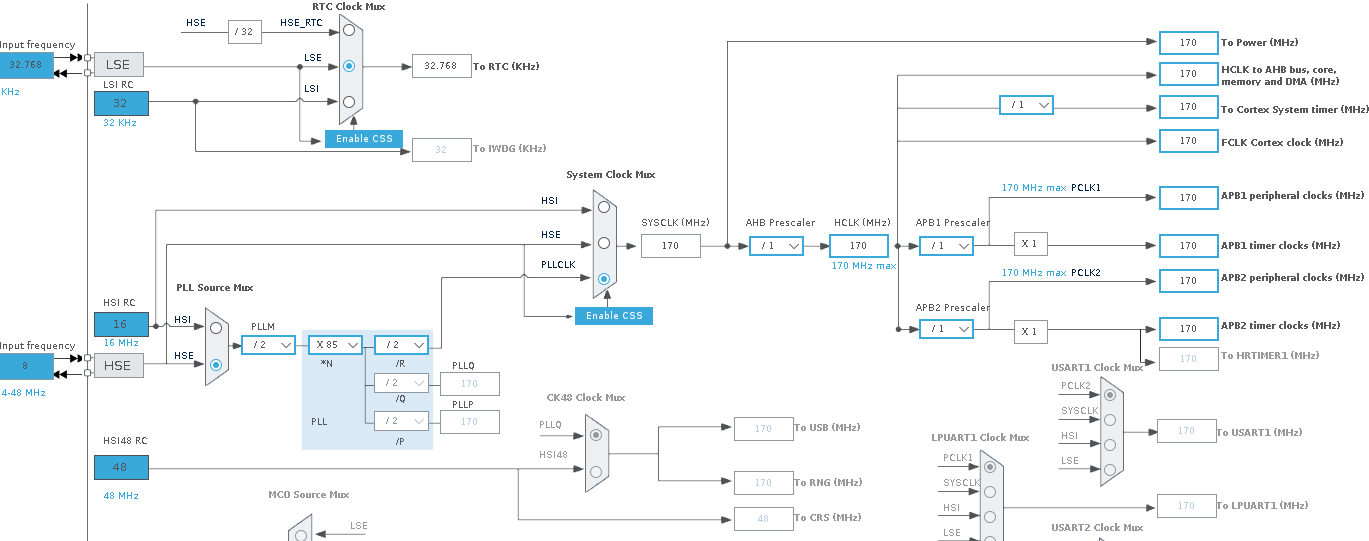 RTC Clock Mux
HSE
/ 32
HSE_RTC
Input frequency
32.768
KHz
LSE
LSE
32.768
To RTC (KHz)
LSI RC
32
32 KHz
LSI
Enable CSS
32
To IWDG (KHz)
170
To Power (MHz)
170
HCLK to AHB bus, core,
memory and DMA (MHz)
/ 1
170
To Cortex System timer (MHz)
170
FCLK Cortex clock (MHz)
System Clock Mux
HSI
HSE
PLLCLK
Enable CSS
SYSCLK (MHz)
170
AHB Prescaler
/ 1
HCLK (MHz)
170
170 MHz max
APB1 Prescaler
/ 1
170 MHz max PCLK1
170
APB1 peripheral clocks (MHz)
X 1
170
APB1 timer clocks (MHz)
170 MHz max PCLK2
170
APB2 peripheral clocks (MHz)
APB2 Prescaler
/ 1
X 1
170
APB2 timer clocks (MHz)
170
To HRTIMER1 (MHz)
PLL Source Mux
HSI RC
16
16 MHz
HSI
Input frequency
8
4-48 MHz
HSE
HSE
PLLM
/ 2
X 85
*N
/ 2
/R
/ 2
/Q
PLLQ
170
PLL
/ 2
/P
PLLP
170
HSI48 RC
48
48 MHz
CK48 Clock Mux
PLLQ
HSI48
170
To USB (MHz)
170
To RNG (MHz)
48
To CRS (MHz)
MCO Source Mux
LSE
USART1 Clock Mux
PCLK2
SYSCLK
HSI
LSE
170
To USART1 (MHz)
LPUART1 Clock Mux
PCLK1
SYSCLK
HSI
LSE
170
To LPUART1 (MHz)
USART2 Clock Mux